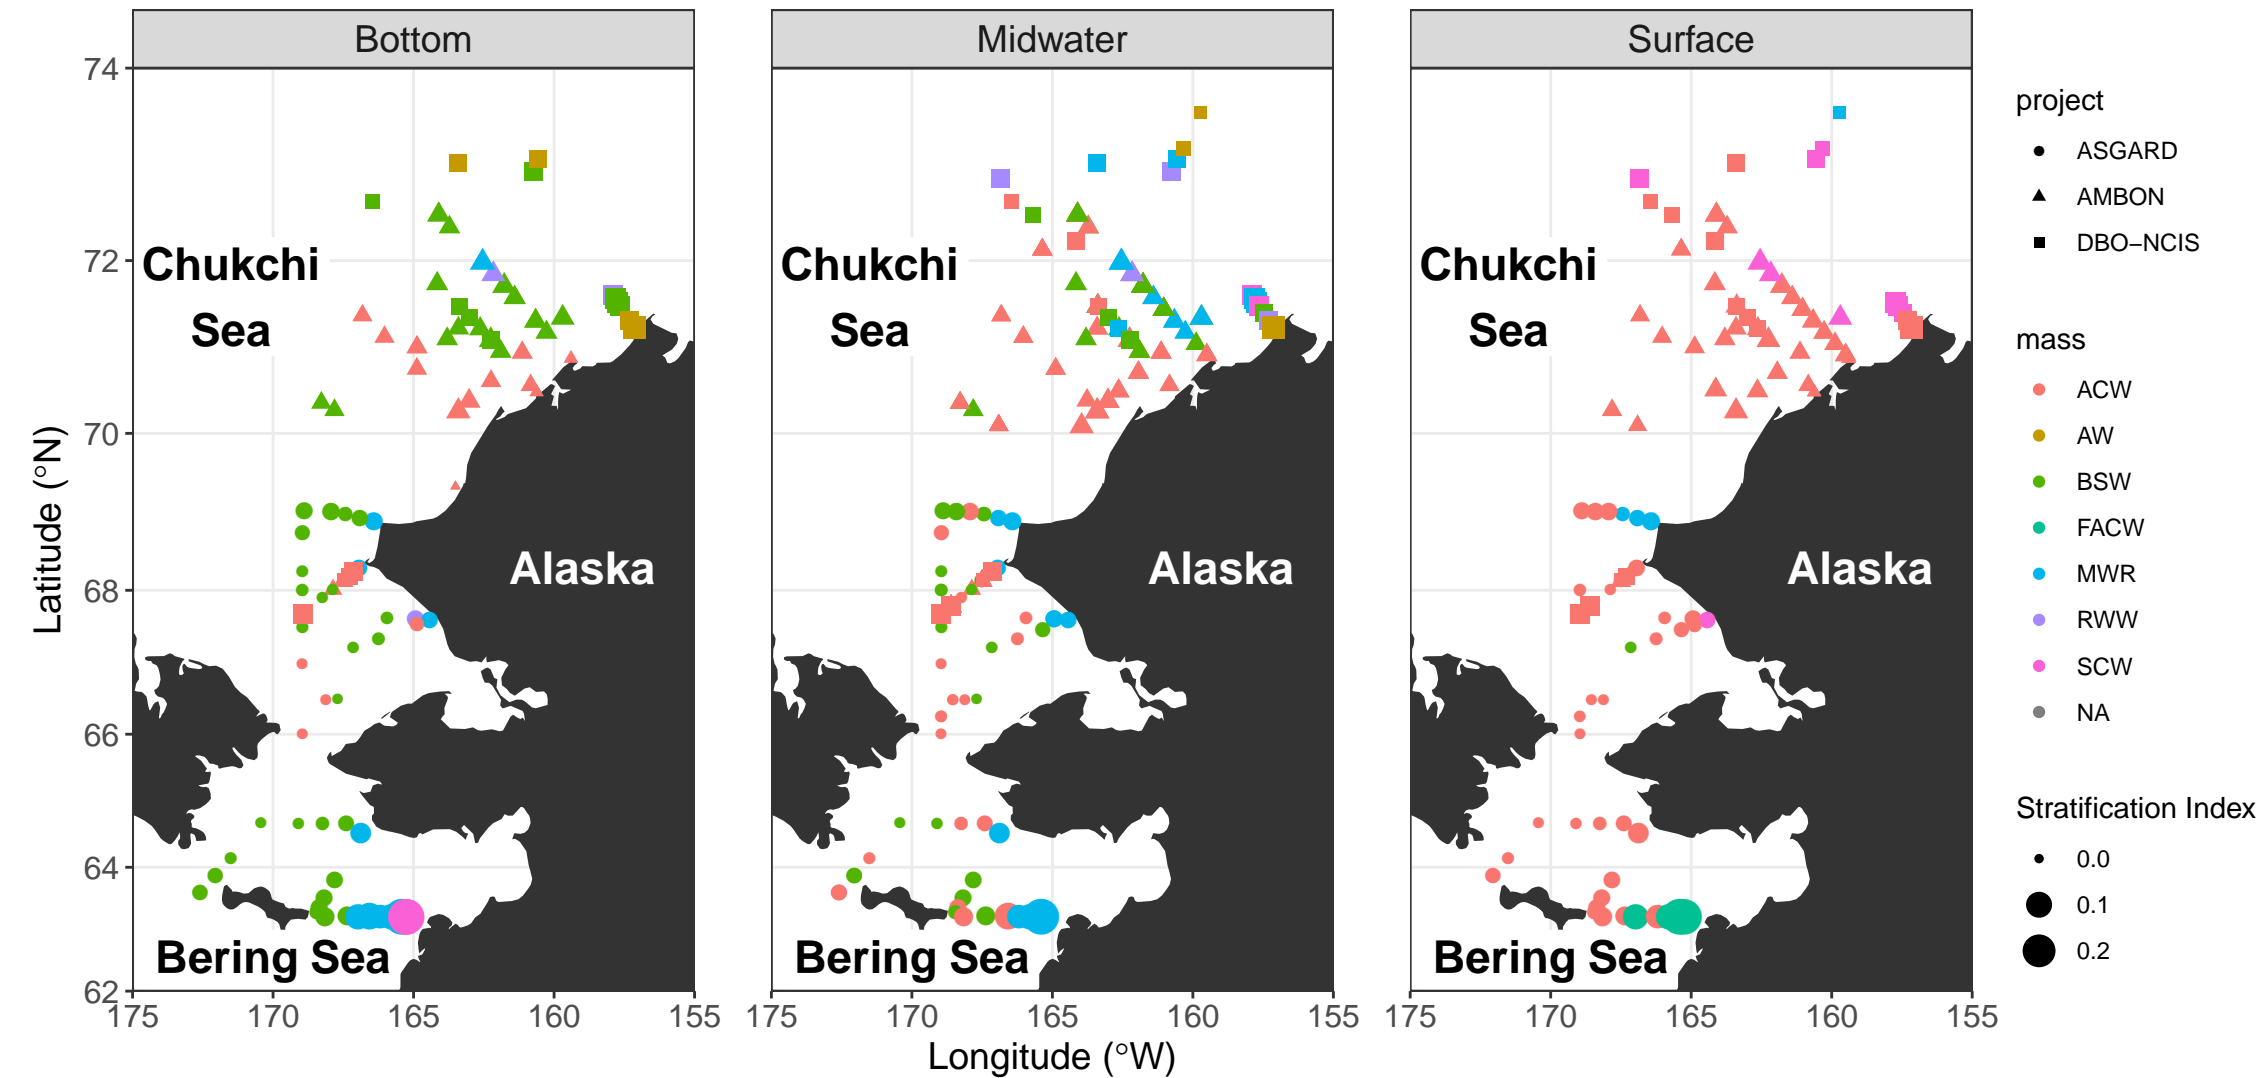 Bottom
Midwater
Surface
74
72
70
68
66
64
62
Latitude (°N)
Chukchi
Sea
Alaska
Bering Sea
Chukchi
Sea
Alaska
Bering Sea
Chukchi
Sea
Alaska
Bering Sea
175 170 165 160 155
175 170 165 160 155
175 170 165 160 155
Longitude (°W)
project
ASGARD
AMBON
DBO−NCIS
mass
ACW
AW
BSW
FACW
MWR
RWW
SCW
NA
Stratification Index
0.0
0.1
0.2